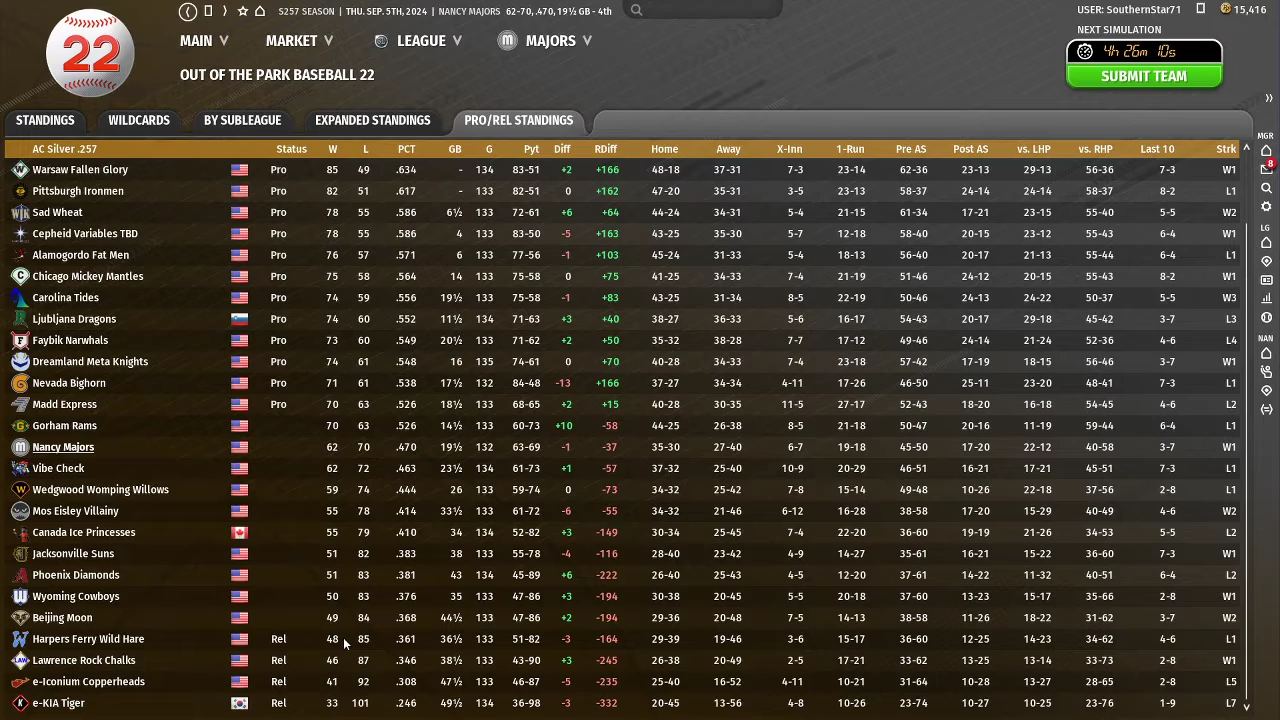 S257 SEASON | THU. SEP. 5TH, 2024 | NANCY MAJORS 62-70, .470, 19½ GB - 4th
USER: SouthernStar71 15,416
22
MAIN MARKET LEAGUE MAJORS
NEXT SIMULATION
4h 26m 10s
SUBMIT TEAM
OUT OF THE PARK BASEBALL 22
STANDINGS WILDCARDS BY SUBLEAGUE EXPANDED STANDINGS PRO/REL STANDINGS
AC Silver .257 Status W L PCT GB G Pyt Diff RDiff Home Away X-Inn 1-Run Pre AS Post AS vs. LHP vs. RHP Last 10 Strk
Warsaw Fallen Glory Pro 85 49 .634 - 134 83-51 +2 +166 48-18 37-31 7-3 23-14 62-36 23-13 29-13 56-36 7-3 W1
Pittsburgh Ironmen Pro 82 51 .617 - 133 82-51 0 +162 47-20 35-31 3-5 23-13 58-37 24-14 24-14 58-37 8-2 L1
Sad Wheat Pro 78 55 .586 6½ 133 72-61 +6 +64 44-24 34-31 5-4 21-15 61-34 17-21 23-15 55-40 5-5 W2
Cepheid Variables TBD Pro 78 55 .586 4 133 83-50 -5 +163 43-25 35-30 5-7 12-18 58-40 20-15 23-12 55-43 6-4 W1
Alamogordo Fat Men Pro 76 57 .571 6 133 77-56 -1 +103 45-24 31-33 5-4 18-13 56-40 20-17 21-13 55-44 6-4 L1
Chicago Mickey Mantles Pro 75 58 .564 14 133 75-58 0 +75 41-25 34-33 7-4 21-19 51-46 24-12 20-15 55-43 8-2 W1
Carolina Tides Pro 74 59 .556 19½ 133 75-58 -1 +83 43-25 31-34 8-5 22-19 50-46 24-13 24-22 50-37 5-5 W3
Ljubljana Dragons Pro 74 60 .552 11½ 134 71-63 +3 +40 38-27 36-33 5-6 16-17 54-43 20-17 29-18 45-42 3-7 L3
Faybik Narwhals Pro 73 60 .549 20½ 133 71-62 +2 +50 35-32 38-28 7-7 17-12 49-46 24-14 21-24 52-36 4-6 L4
Dreamland Meta Knights Pro 74 61 .548 16 135 74-61 0 +70 40-28 34-33 7-4 23-18 57-42 17-19 18-15 56-46 3-7 W1
Nevada Bighorn Pro 71 61 .538 17½ 132 84-48 -13 +166 37-27 34-34 4-11 17-26 46-50 25-11 23-20 48-41 7-3 L1
Madd Express Pro 70 63 .526 18½ 133 68-65 +2 +15 40-28 30-35 11-5 27-17 52-43 18-20 16-18 54-45 4-6 L2
Gorham Rams 70 63 .526 14½ 133 60-73 +10 -58 44-25 26-38 8-5 21-18 50-47 20-16 11-19 59-44 6-4 L1
Nancy Majors 62 70 .470 19½ 132 63-69 -1 -37 35-30 27-40 6-7 19-18 45-50 17-20 22-12 40-58 7-3 W1
Vibe Check 62 72 .463 23½ 134 61-73 +1 -57 37-32 25-40 10-9 20-29 46-51 16-21 17-21 45-51 7-3 L1
Wedgwood Womping Willows 59 74 .444 26 133 59-74 0 -73 34-32 25-42 7-8 15-14 49-48 10-26 22-18 37-56 2-8 L1
Mos Eisley Villainy 55 78 .414 33½ 133 61-72 -6 -55 34-32 21-46 6-12 16-28 38-58 17-20 15-29 40-49 4-6 W2
Canada Ice Princesses 55 79 .410 34 134 52-82 +3 -149 30-34 25-45 7-4 22-20 36-60 19-19 21-26 34-53 5-5 L2
Jacksonville Suns 51 82 .383 38 133 55-78 -4 -116 28-40 23-42 4-9 14-27 35-61 16-21 15-22 36-60 7-3 W1
Phoenix Diamonds 51 83 .381 43 134 45-89 +6 -222 26-40 25-43 4-5 12-20 37-61 14-22 11-32 40-51 6-4 L2
Wyoming Cowboys 50 83 .376 35 133 47-86 +3 -194 30-38 20-45 5-5 20-18 37-60 13-23 15-17 35-66 2-8 W1
Beijing Moon 49 84 .368 44½ 133 47-86 +2 -194 29-36 20-48 7-5 14-13 38-58 11-26 18-22 31-62 3-7 W2
Harpers Ferry Wild Hare Rel 48 85 .361 36½ 133 51-82 -3 -164 29-39 19-46 3-6 15-17 36-60 12-25 14-23 34-62 4-6 L1
Lawrence Rock Chalks Rel 46 87 .346 38½ 133 43-90 +3 -245 26-38 20-49 2-5 17-21 33-62 13-25 13-14 33-73 2-8 W1
e-Iconium Copperheads Rel 41 92 .308 47½ 133 46-87 -5 -235 25-40 16-52 4-11 10-21 31-64 10-28 13-27 28-65 2-8 L5
e-KIA Tiger Rel 33 101 .246 49½ 134 36-98 -3 -332 20-45 13-56 4-8 10-26 23-74 10-27 10-25 23-76 1-9 L7
MGR
8
LG
NAN